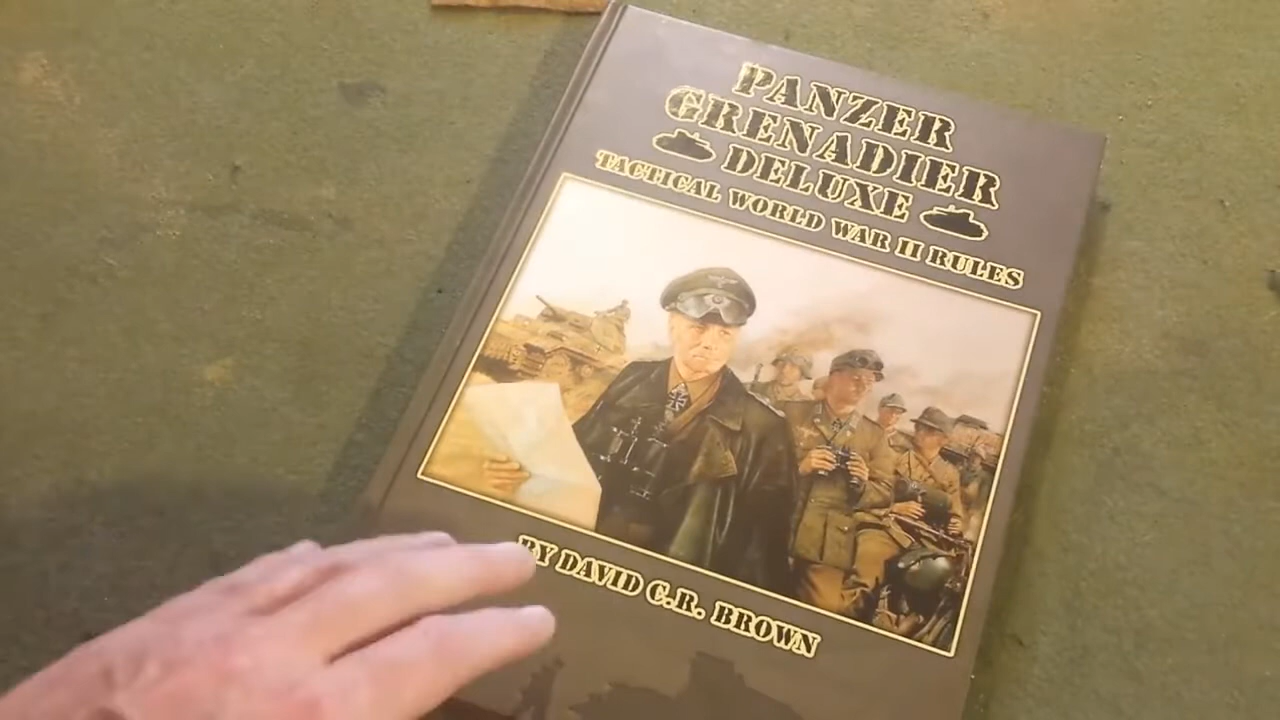 PANZER
GRENADIER
DELUXE
TACTICAL WORLD WAR II RULES
BY DAVID C.R. BROWN